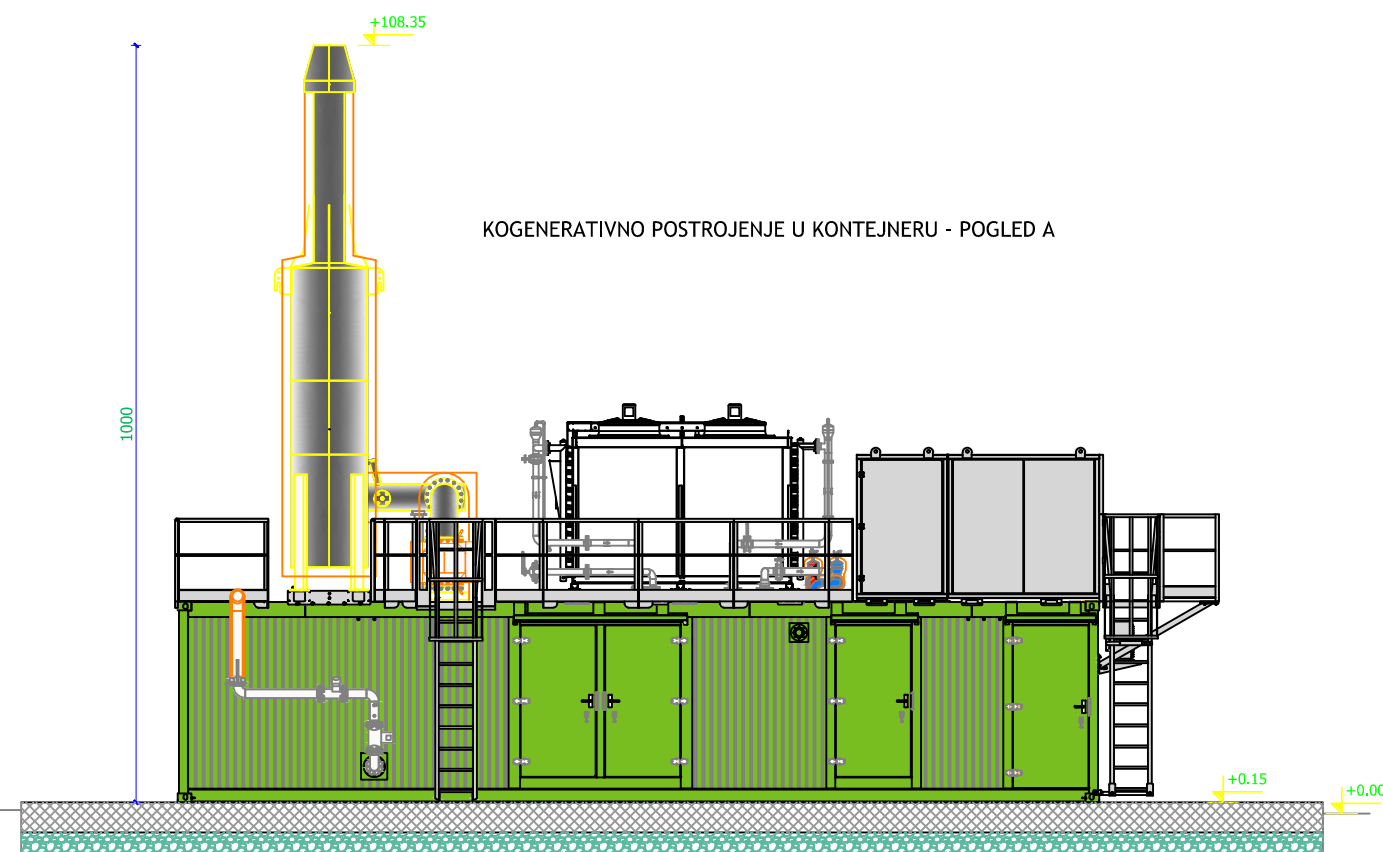 +108.35
KOGENERATIVNO POSTROJENJE U KONTEJNERU - POGLED A
1000
+0.15
+0.00